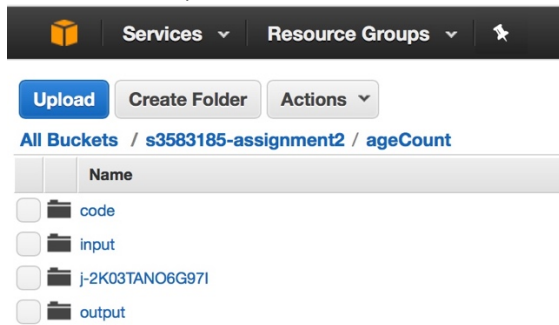 Services Resource Groups
Upload Create Folder Actions
All Buckets / s3583185-assignment2 / ageCount
Name
code
input
j-2K03TANO6G97I
output